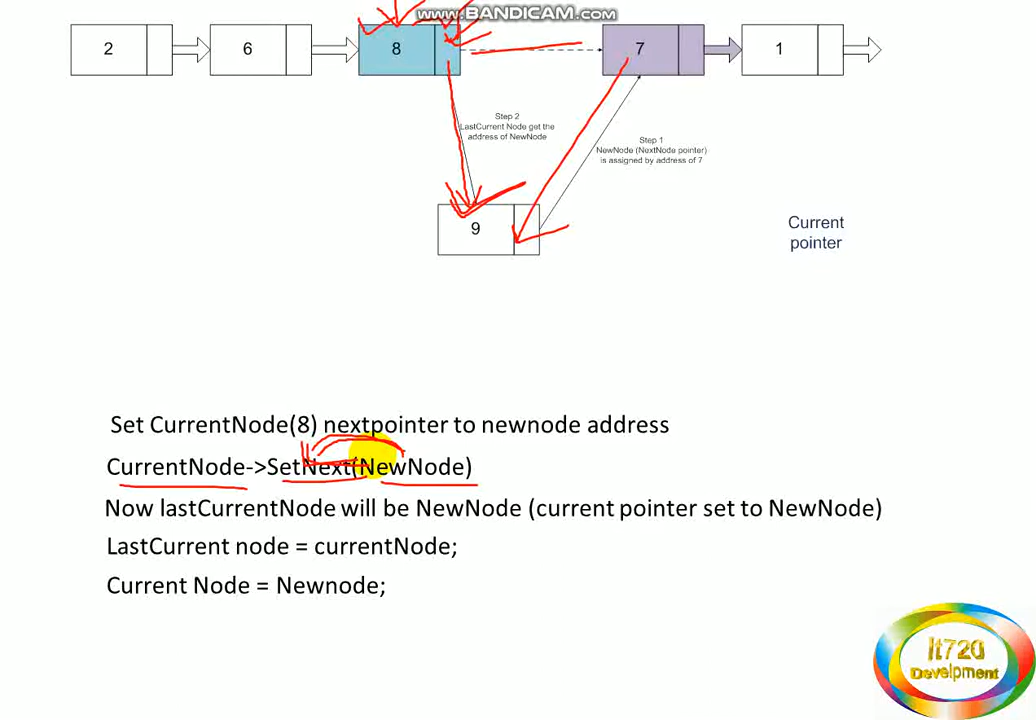 www.BANDICAM.com
2
6
8
7
1
Step 2
LastCurrent Node get the
address of NewNode
Step 1
NewNode (NextNode pointer)
is assigned by address of 7
9
Current
pointer
Set CurrentNode(8) nextpointer to newnode address
CurrentNode->SetNext(NewNode)
Now lastCurrentNode will be NewNode (current pointer set to NewNode)
LastCurrent node = currentNode;
Current Node = Newnode;
It720
Develpment